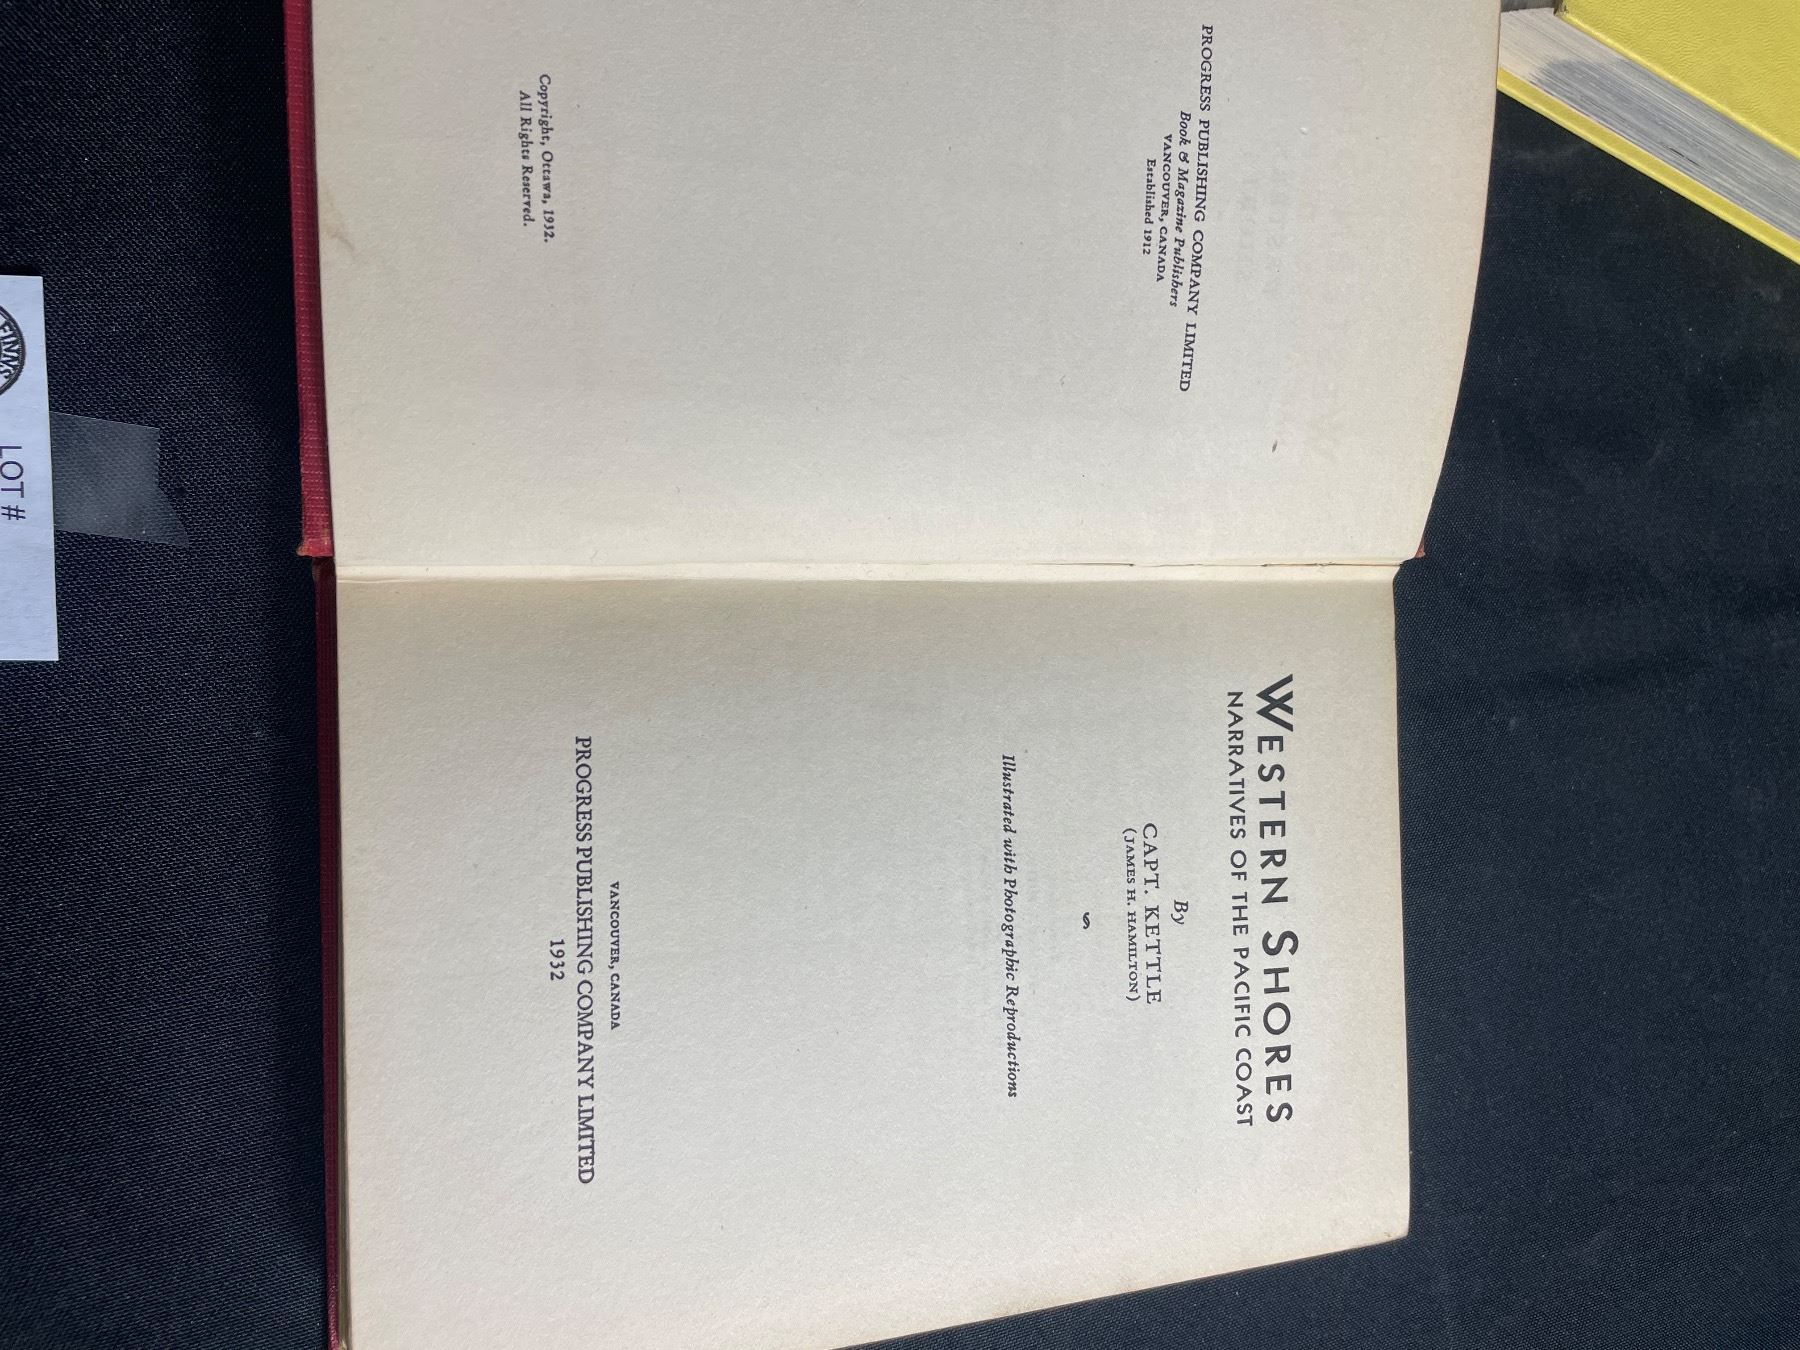 PROGRESS PUBLISHING COMPANY LIMITED
Book & Magazine Publishers
VANCOUVER, CANADA
Established 1912
Copyright, Ottawa, 1932.
All Rights Reserved.
WESTERN SHORES
NARRATIVES OF THE PACIFIC COAST
By
CAPT. KETTLE
(JAMES H. HAMILTON)
Illustrated with Photographic Reproductions
VANCOUVER, CANADA
PROGRESS PUBLISHING COMPANY LIMITED
1932
FINNS
LOT #